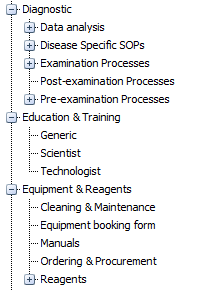 Diagnostic
Data analysis
Disease Specific SOPs
Examination Processes
Post-examination Processes
Pre-examination Processes
Education & Training
Generic
Scientist
Technologist
Equipment & Reagents
Cleaning & Maintenance
Equipment booking form
Manuals
Ordering & Procurement
Reagents